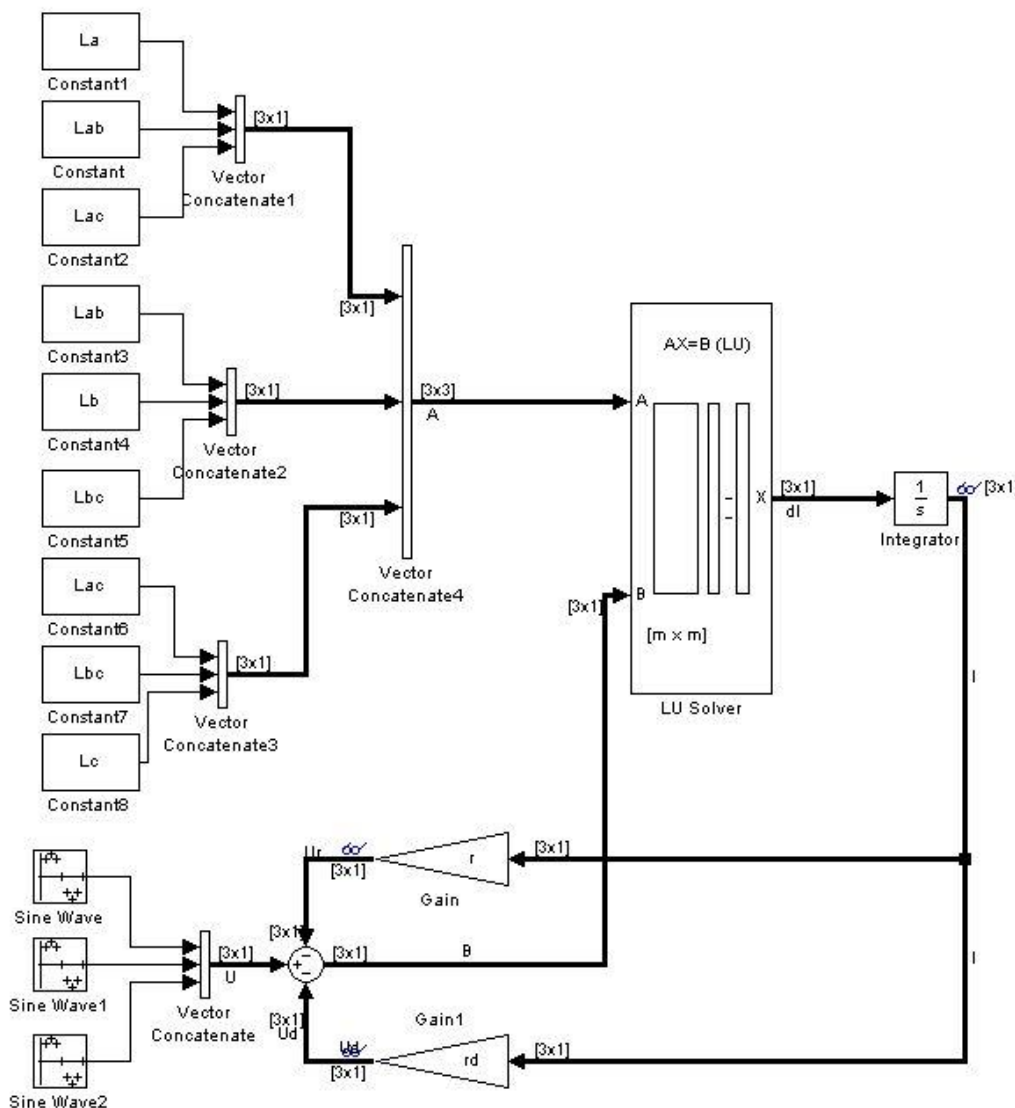 La
Constant1
Lab
Constant
Lac
Constant2
[3x1]
Vector
Concatenate1
Lab
Constant3
Lb
Constant4
Lbc
Constant5
[3x1]
Vector
Concatenate2
Lac
Constant6
Lbc
Constant7
Lc
Constant8
[3x1]
Vector
Concatenate3
[3x1]
[3x1]
[3x1]
Vector
Concatenate4
[3x3]
A
AX=B (LU)
A
B
X
[m x m]
LU Solver
[3x1]
[3x1]
dI
1
s
Integrator
[3x1
I
I
Sine Wave
Sine Wave1
Sine Wave2
Vector
Concatenate
[3x1]
U
Ur
[3x1]
r
[3x1]
Gain
[3x1]
+
-
-
[3x1]
B
[3x1]
Ud
Ud
[3x1]
Gain1
rd
[3x1]